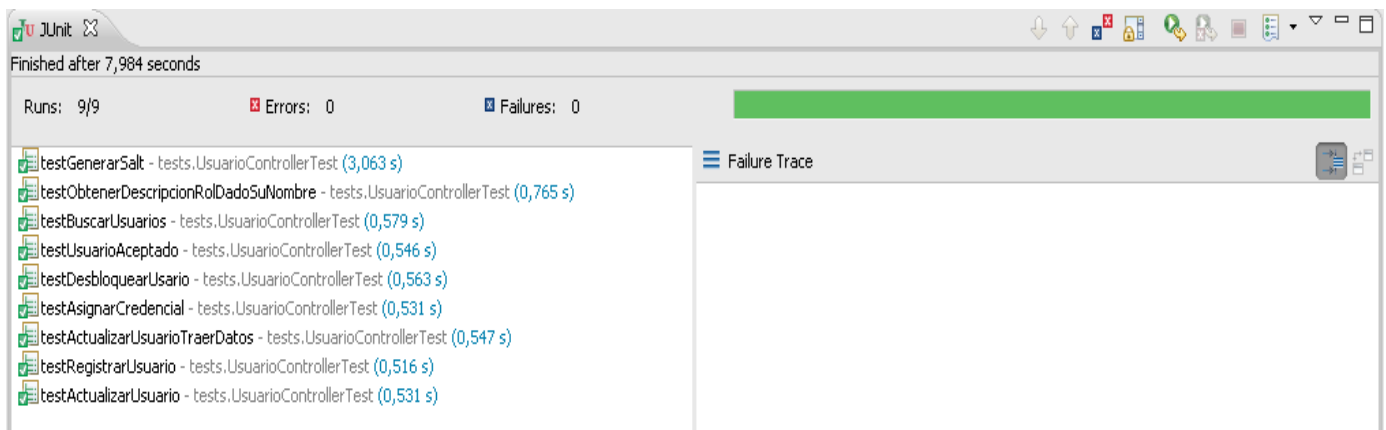 JUnit
Finished after 7,984 seconds
Runs: 9/9 Errors: 0 Failures: 0
testGenerarSalt - tests.UsuarioControllerTest (3,063 s)
testObtenerDescripcionRolDadoSuNombre - tests.UsuarioControllerTest (0,765 s)
testBuscarUsuarios - tests.UsuarioControllerTest (0,579 s)
testUsuarioAceptado - tests.UsuarioControllerTest (0,546 s)
testDesbloquearUsario - tests.UsuarioControllerTest (0,563 s)
testAsignarCredencial - tests.UsuarioControllerTest (0,531 s)
testActualizarUsuarioTraerDatos - tests.UsuarioControllerTest (0,547 s)
testRegistrarUsuario - tests.UsuarioControllerTest (0,516 s)
testActualizarUsuario - tests.UsuarioControllerTest (0,531 s)
Failure Trace